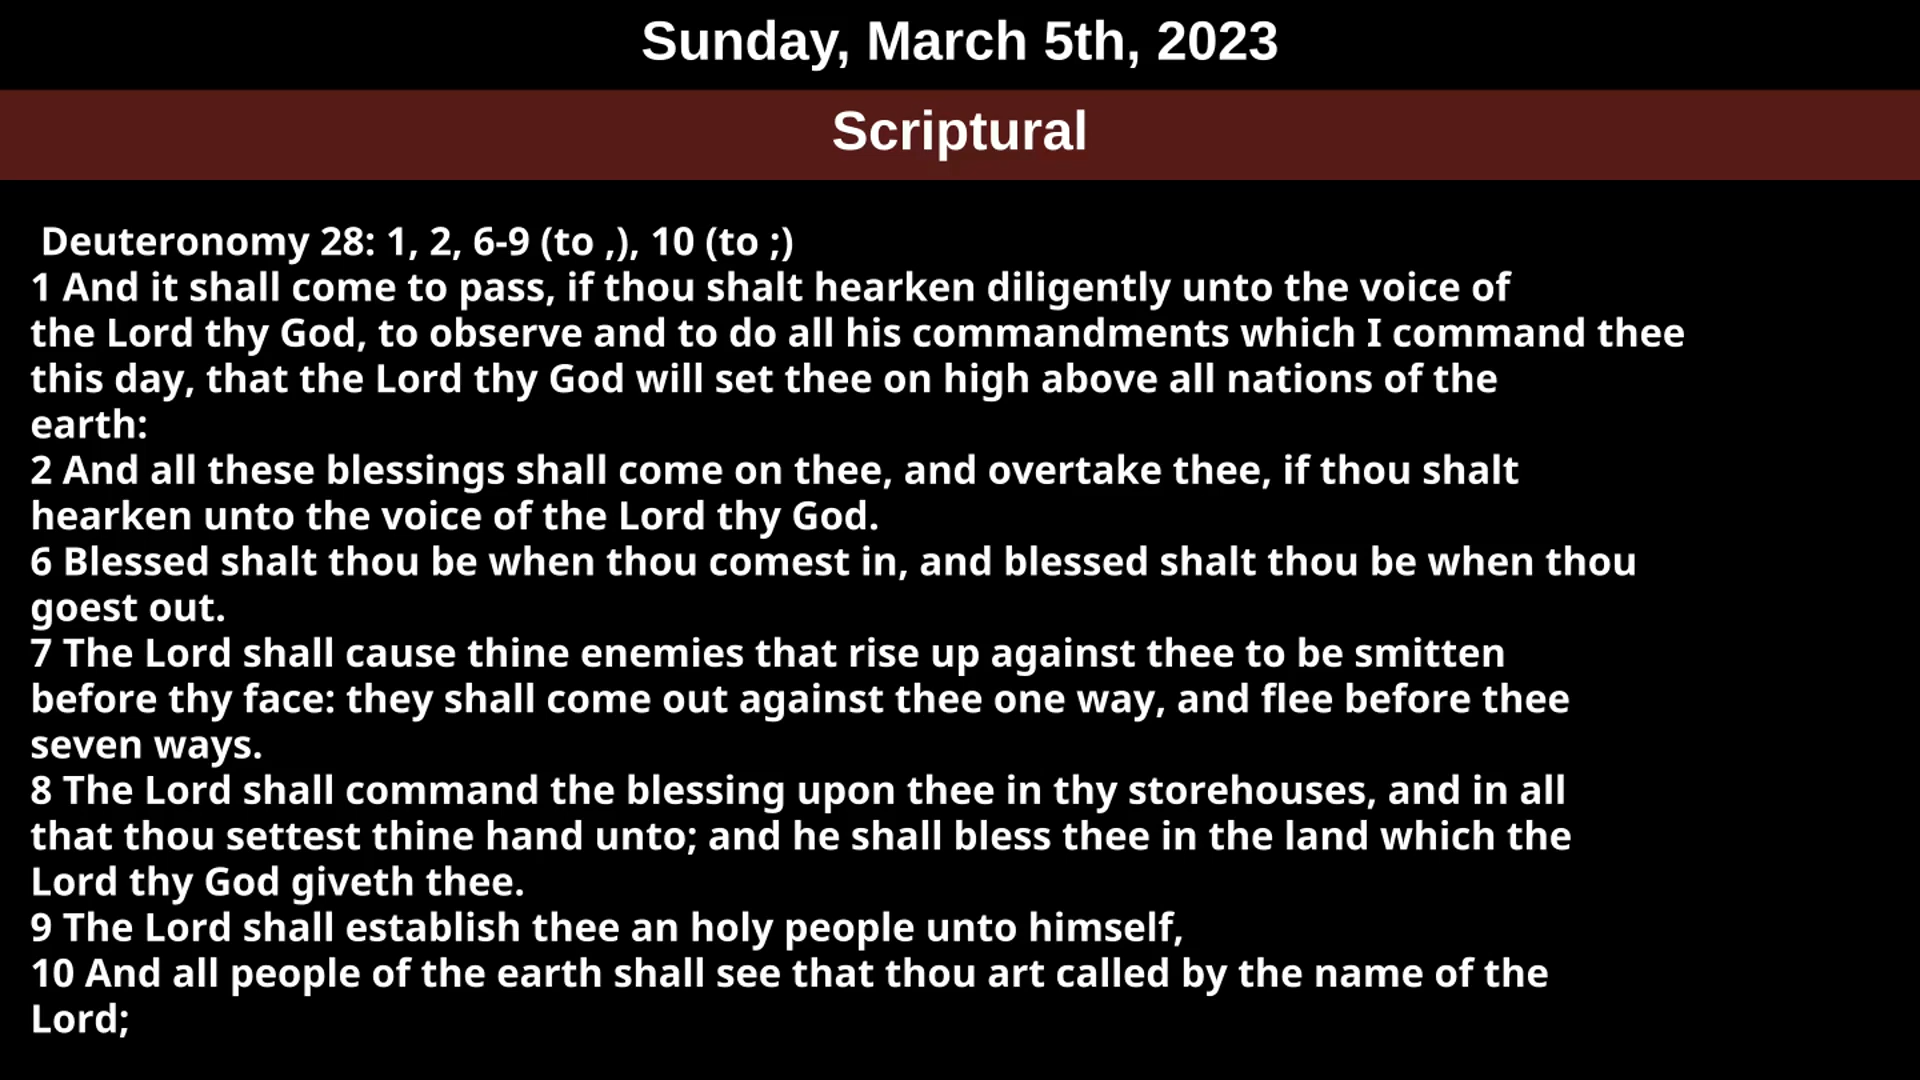 Sunday, March 5th, 2023
Scriptural
Deuteronomy 28: 1, 2, 6-9 (to ,), 10 (to ;)
1 And it shall come to pass, if thou shalt hearken diligently unto the voice of
the Lord thy God, to observe and to do all his commandments which I command thee
this day, that the Lord thy God will set thee on high above all nations of the
earth:
2 And all these blessings shall come on thee, and overtake thee, if thou shalt
hearken unto the voice of the Lord thy God.
6 Blessed shalt thou be when thou comest in, and blessed shalt thou be when thou
goest out.
7 The Lord shall cause thine enemies that rise up against thee to be smitten
before thy face: they shall come out against thee one way, and flee before thee
seven ways.
8 The Lord shall command the blessing upon thee in thy storehouses, and in all
that thou settest thine hand unto; and he shall bless thee in the land which the
Lord thy God giveth thee.
9 The Lord shall establish thee an holy people unto himself,
10 And all people of the earth shall see that thou art called by the name of the
Lord;